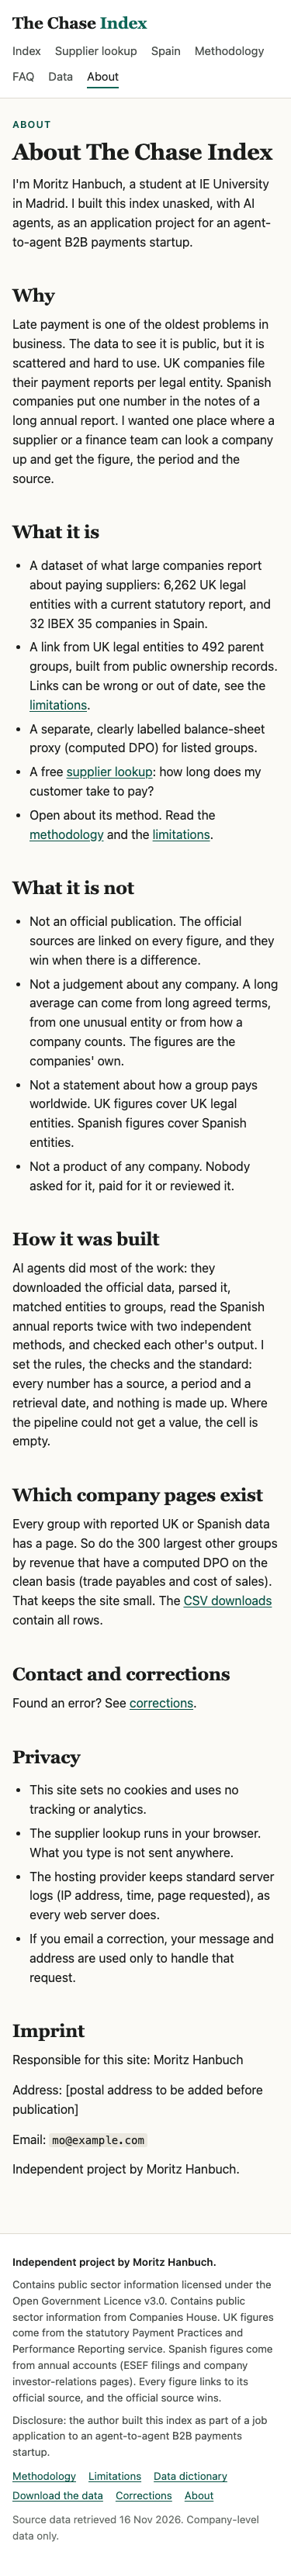 The Chase Index
Index Supplier lookup Spain Methodology
FAQ Data About
ABOUT
About The Chase Index
I'm Moritz Hanbuch, a student at IE University
in Madrid. I built this index unasked, with AI
agents, as an application project for an agent-
to-agent B2B payments startup.
Why
Late payment is one of the oldest problems in
business. The data to see it is public, but it is
scattered and hard to use. UK companies file
their payment reports per legal entity. Spanish
companies put one number in the notes of a
long annual report. I wanted one place where a
supplier or a finance team can look a company
up and get the figure, the period and the
source.
What it is
• A dataset of what large companies report
about paying suppliers: 6,262 UK legal
entities with a current statutory report, and
32 IBEX 35 companies in Spain.
• A link from UK legal entities to 492 parent
groups, built from public ownership records.
Links can be wrong or out of date, see the
limitations.
• A separate, clearly labelled balance-sheet
proxy (computed DPO) for listed groups.
• A free supplier lookup: how long does my
customer take to pay?
• Open about its method. Read the
methodology and the limitations.
What it is not
• Not an official publication. The official
sources are linked on every figure, and they
win when there is a difference.
• Not a judgement about any company. A long
average can come from long agreed terms,
from one unusual entity or from how a
company counts. The figures are the
companies' own.
• Not a statement about how a group pays
worldwide. UK figures cover UK legal
entities. Spanish figures cover Spanish
entities.
• Not a product of any company. Nobody
asked for it, paid for it or reviewed it.
How it was built
AI agents did most of the work: they
downloaded the official data, parsed it,
matched entities to groups, read the Spanish
annual reports twice with two independent
methods, and checked each other's output. I
set the rules, the checks and the standard:
every number has a source, a period and a
retrieval date, and nothing is made up. Where
the pipeline could not get a value, the cell is
empty.
Which company pages exist
Every group with reported UK or Spanish data
has a page. So do the 300 largest other groups
by revenue that have a computed DPO on the
clean basis (trade payables and cost of sales).
That keeps the site small. The CSV downloads
contain all rows.
Contact and corrections
Found an error? See corrections.
Privacy
• This site sets no cookies and uses no
tracking or analytics.
• The supplier lookup runs in your browser.
What you type is not sent anywhere.
• The hosting provider keeps standard server
logs (IP address, time, page requested), as
every web server does.
• If you email a correction, your message and
address are used only to handle that
request.
Imprint
Responsible for this site: Moritz Hanbuch
Address: [postal address to be added before
publication]
Email: mo@example.com
Independent project by Moritz Hanbuch.
Independent project by Moritz Hanbuch.
Contains public sector information licensed under the
Open Government Licence v3.0. Contains public
sector information from Companies House. UK figures
come from the statutory Payment Practices and
Performance Reporting service. Spanish figures come
from annual accounts (ESEF filings and company
investor-relations pages). Every figure links to its
official source, and the official source wins.
Disclosure: the author built this index as part of a job
application to an agent-to-agent B2B payments
startup.
Methodology Limitations Data dictionary
Download the data Corrections About
Source data retrieved 16 Nov 2026. Company-level
data only.